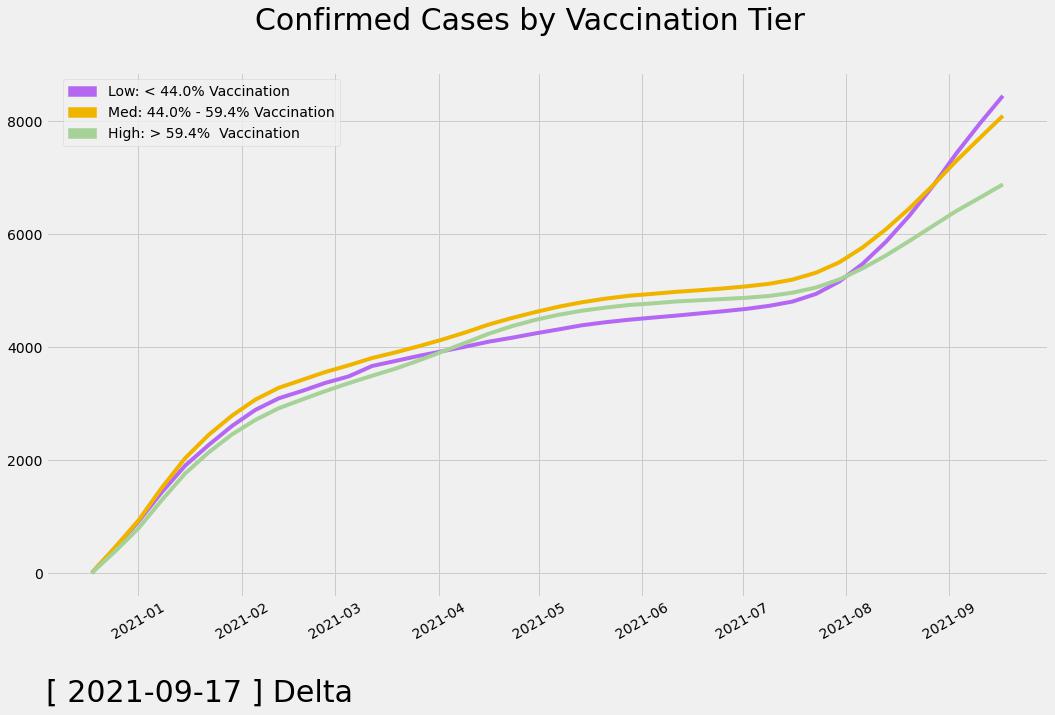 Confirmed Cases by Vaccination Tier
Low: < 44.0% Vaccination
Med: 44.0% - 59.4% Vaccination
High: > 59.4%  Vaccination
8000
6000
4000
2000
0
2021-01 2021-02 2021-03 2021-04 2021-05 2021-06 2021-07 2021-08 2021-09
[ 2021-09-17 ] Delta